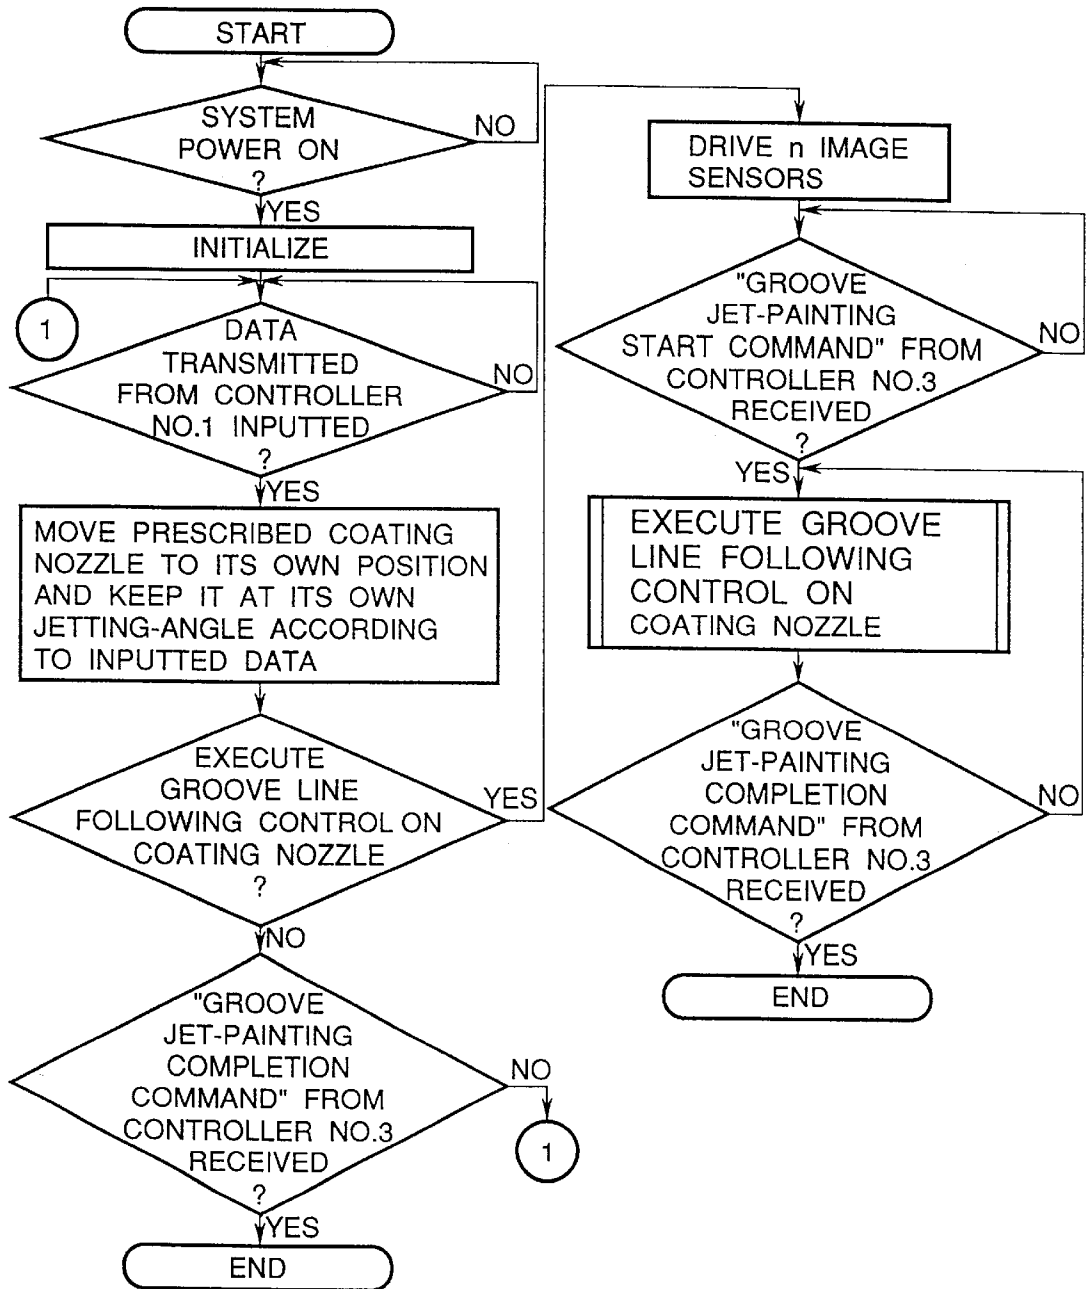 START
SYSTEM
POWER ON
?
NO
YES
INITIALIZE
1
DATA
TRANSMITTED
FROM CONTROLLER
NO.1 INPUTTED
?
NO
YES
MOVE PRESCRIBED COATING
NOZZLE TO ITS OWN POSITION
AND KEEP IT AT ITS OWN
JETTING-ANGLE ACCORDING
TO INPUTTED DATA
EXECUTE
GROOVE LINE
FOLLOWING CONTROL ON
COATING NOZZLE
?
YES
NO
"GROOVE
JET-PAINTING
COMPLETION
COMMAND" FROM
CONTROLLER NO.3
RECEIVED
?
NO
1
YES
END
DRIVE n IMAGE
SENSORS
"GROOVE
JET-PAINTING
START COMMAND" FROM
CONTROLLER NO.3
RECEIVED
?
NO
YES
EXECUTE GROOVE
LINE FOLLOWING
CONTROL ON
COATING NOZZLE
"GROOVE
JET-PAINTING
COMPLETION
COMMAND" FROM
CONTROLLER NO.3
RECEIVED
?
NO
YES
END